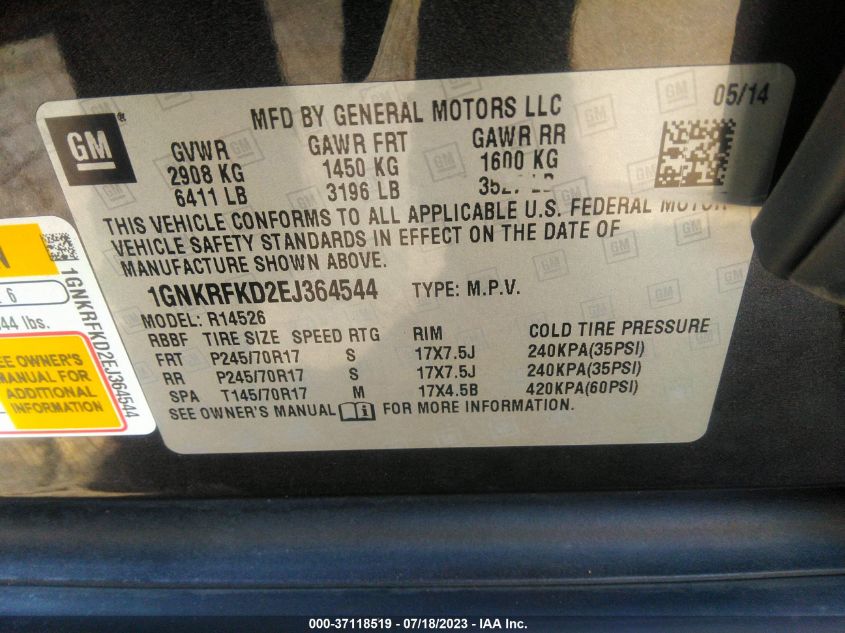 GM
MFD BY GENERAL MOTORS LLC
05/14
GVWR GAWR FRT GAWR RR
2908 KG 1450 KG 1600 KG
6411 LB 3196 LB
THIS VEHICLE CONFORMS TO ALL APPLICABLE U.S. FEDERAL MOTOR
VEHICLE SAFETY STANDARDS IN EFFECT ON THE DATE OF
MANUFACTURE SHOWN ABOVE.
1GNKRFKD2EJ364544 TYPE: M.P.V.
MODEL: R14526
RBBF TIRE SIZE SPEED RTG RIM COLD TIRE PRESSURE
FRT P245/70R17 S 17X7.5J 240KPA(35PSI)
RR P245/70R17 S 17X7.5J 240KPA(35PSI)
SPA T145/70R17 M 17X4.5B 420KPA(60PSI)
SEE OWNER'S MANUAL FOR MORE INFORMATION.
6
44 lbs.
SEE OWNER'S
MANUAL FOR
ADDITIONAL
INFORMATION
1GNKRFKD2EJ364544
000-37118519 - 07/18/2023 - IAA Inc.